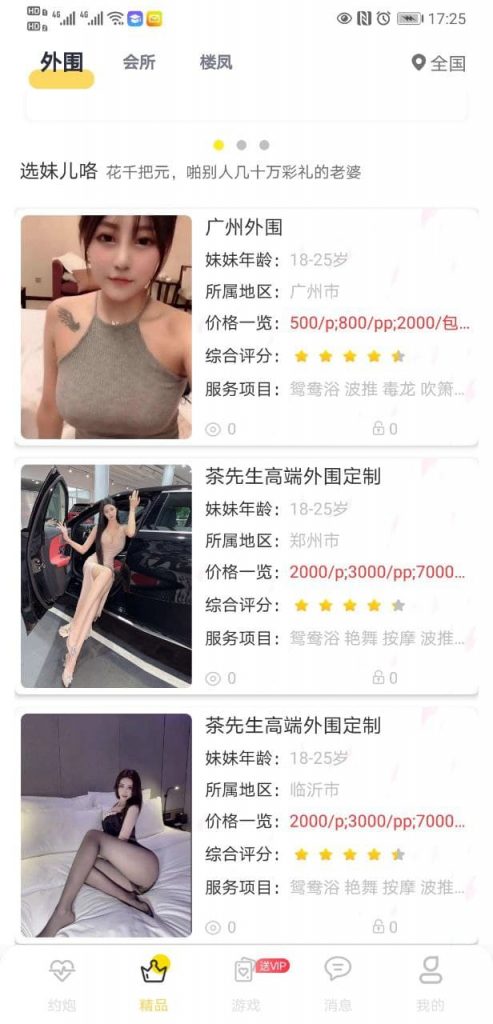 HD 1 4G 4G 17:25
HD 2
外围 会所 楼凤 全国
选妹儿咯 花千把元，啪别人几十万彩礼的老婆
广州外围
妹妹年龄： 18-25岁
所属地区： 广州市
价格一览： 500/p;800/pp;2000/包...
综合评分：
服务项目： 鸳鸯浴 波推 毒龙 吹箫...
0 0
茶先生高端外围定制
妹妹年龄： 18-25岁
所属地区： 郑州市
价格一览： 2000/p;3000/pp;7000...
综合评分：
服务项目： 鸳鸯浴 艳舞 按摩 波推...
0 0
茶先生高端外围定制
妹妹年龄： 18-25岁
所属地区： 临沂市
价格一览： 2000/p;3000/pp;7000...
综合评分：
服务项目： 鸳鸯浴 艳舞 按摩 波推...
0 0
送VIP
约炮 精品 游戏 消息 我的